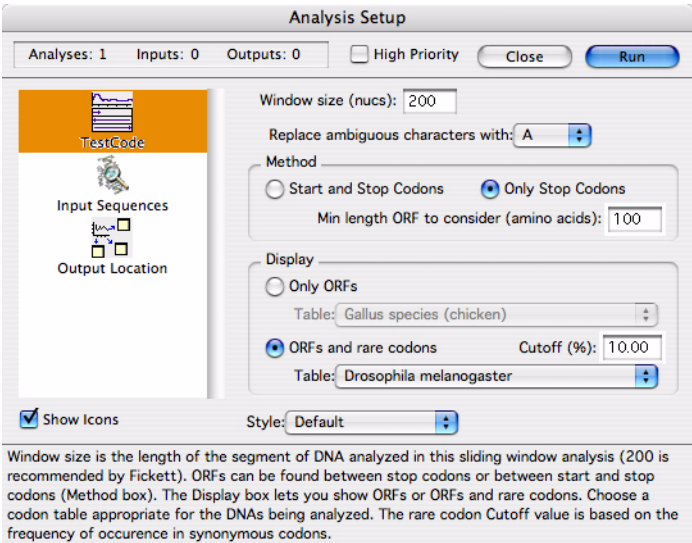 Analysis Setup
Analyses: 1 Inputs: 0 Outputs: 0 High Priority Close Run
TestCode
Input Sequences
Output Location
Window size (nucs): 200
Replace ambiguous characters with: A
Method
Start and Stop Codons Only Stop Codons
Min length ORF to consider (amino acids): 100
Display
Only ORFs
Table: Gallus species (chicken)
ORFs and rare codons Cutoff (%): 10.00
Table: Drosophila melanogaster
Show Icons Style: Default
Window size is the length of the segment of DNA analyzed in this sliding window analysis (200 is
recommended by Fickett). ORFs can be found between stop codons or between start and stop
codons (Method box). The Display box lets you show ORFs or ORFs and rare codons. Choose a
codon table appropriate for the DNAs being analyzed. The rare codon Cutoff value is based on the
frequency of occurence in synonymous codons.